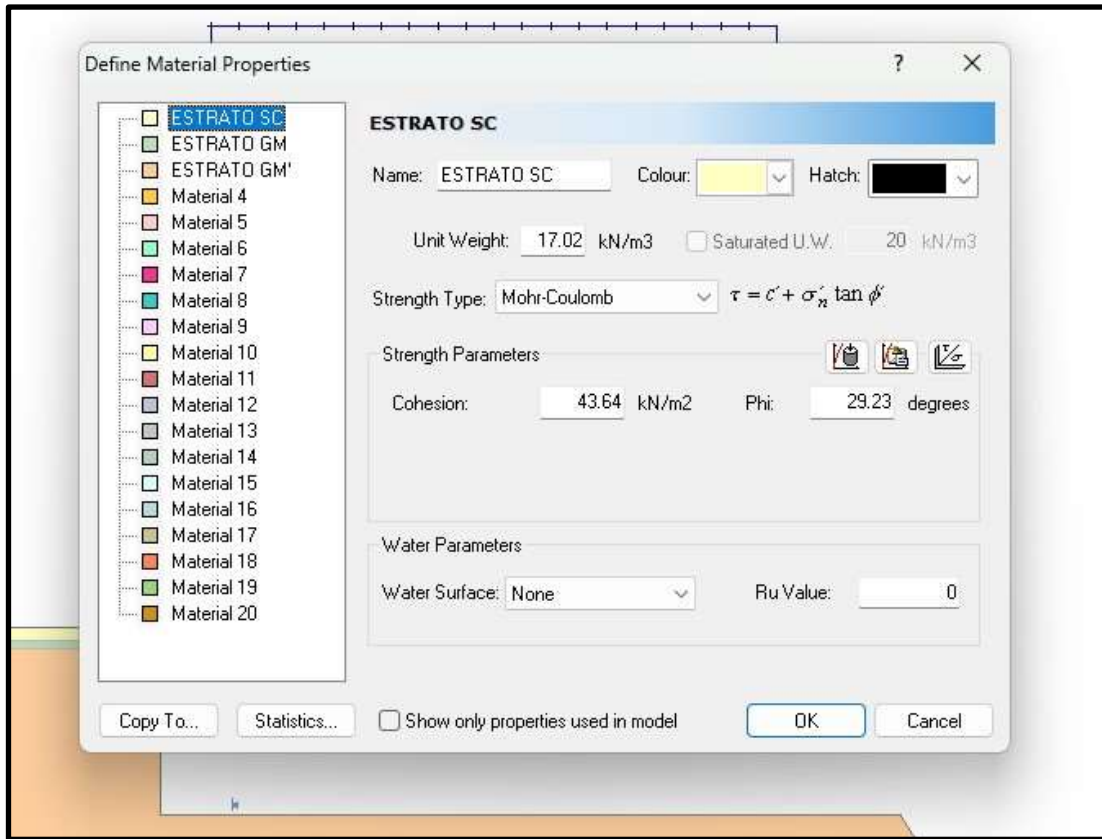 Define Material Properties
?
ESTRATO SC
ESTRATO GM
ESTRATO GM'
Material 4
Material 5
Material 6
Material 7
Material 8
Material 9
Material 10
Material 11
Material 12
Material 13
Material 14
Material 15
Material 16
Material 17
Material 18
Material 19
Material 20
ESTRATO SC
Name: ESTRATO SC Colour: Hatch:
Unit Weight: 17.02 kN/m3 Saturated U.W. 20 kN/m3
Strength Type: Mohr-Coulomb τ = c′ + σ′n tan ϕ′
Strength Parameters
τ/σ
Cohesion: 43.64 kN/m2 Phi: 29.23 degrees
Water Parameters
Water Surface: None Ru Value: 0
Copy To... Statistics... Show only properties used in model OK Cancel